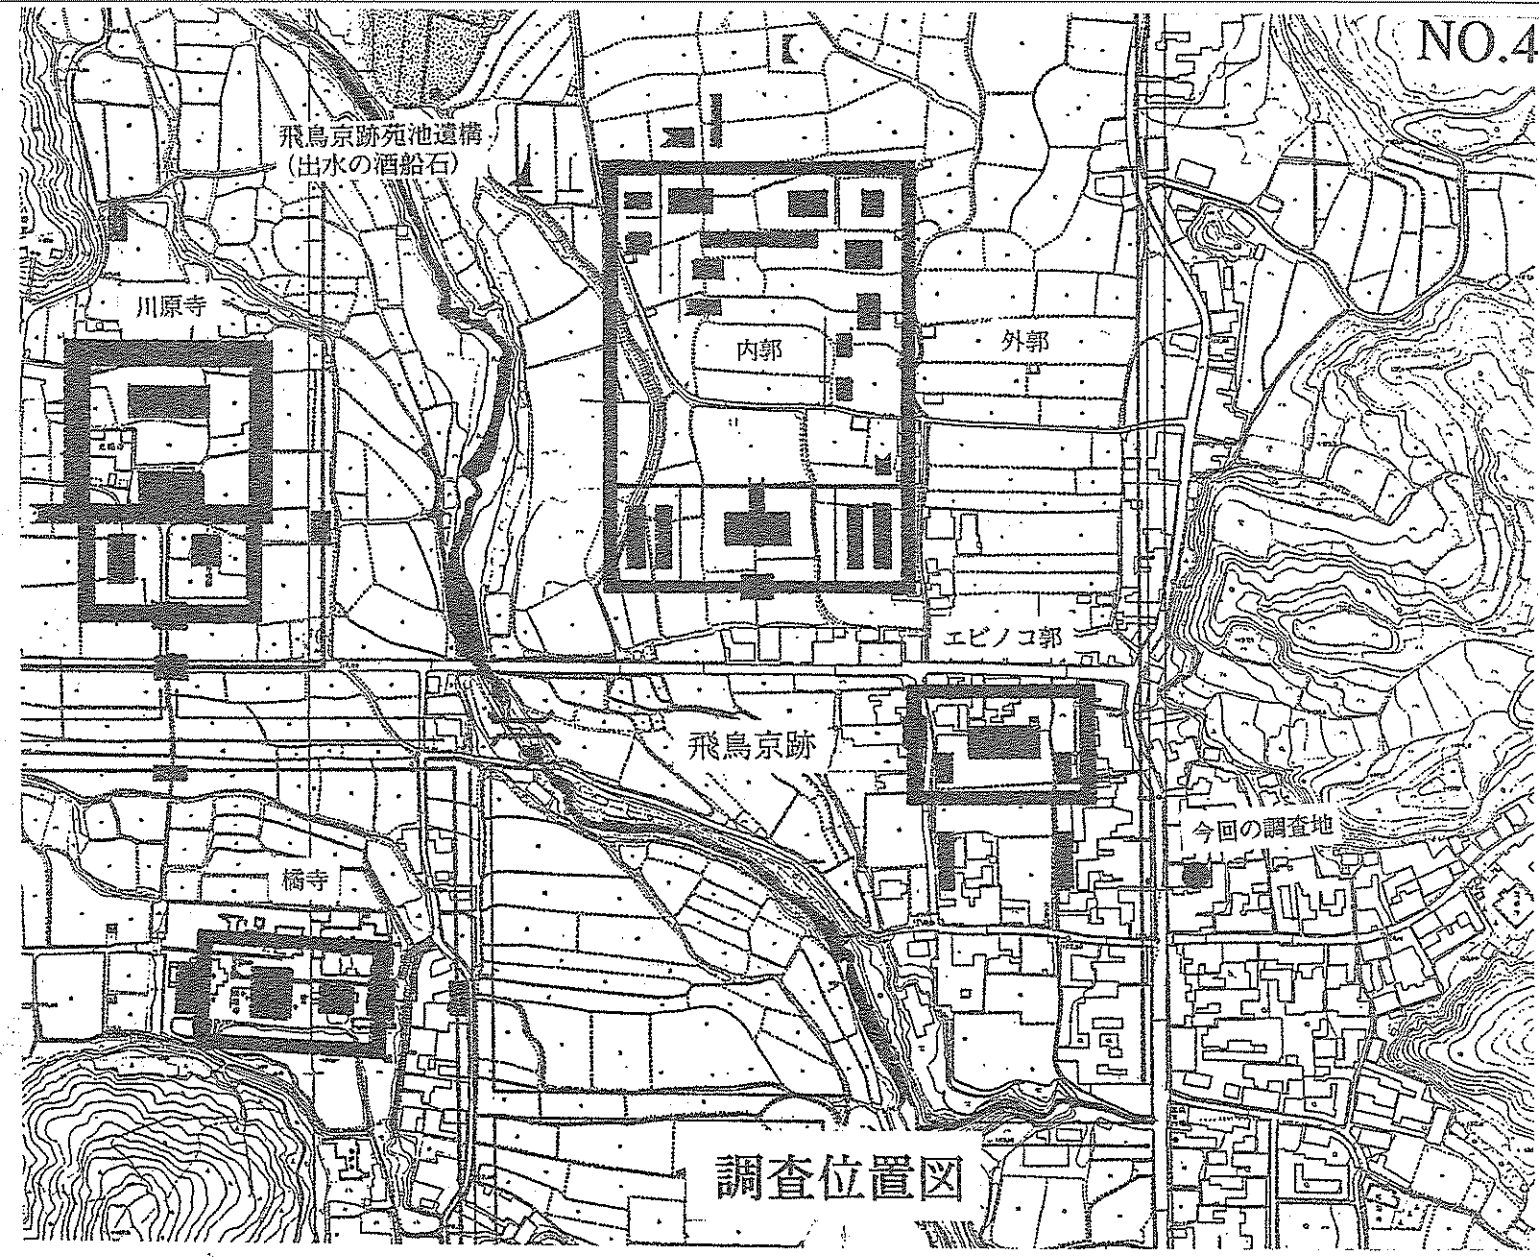 NO.4
飛鳥京跡苑池遺構
(出水の酒船石)
川原寺
内郭
外郭
エビノコ郭
飛鳥京跡
今回の調査地
橘寺
調査位置図